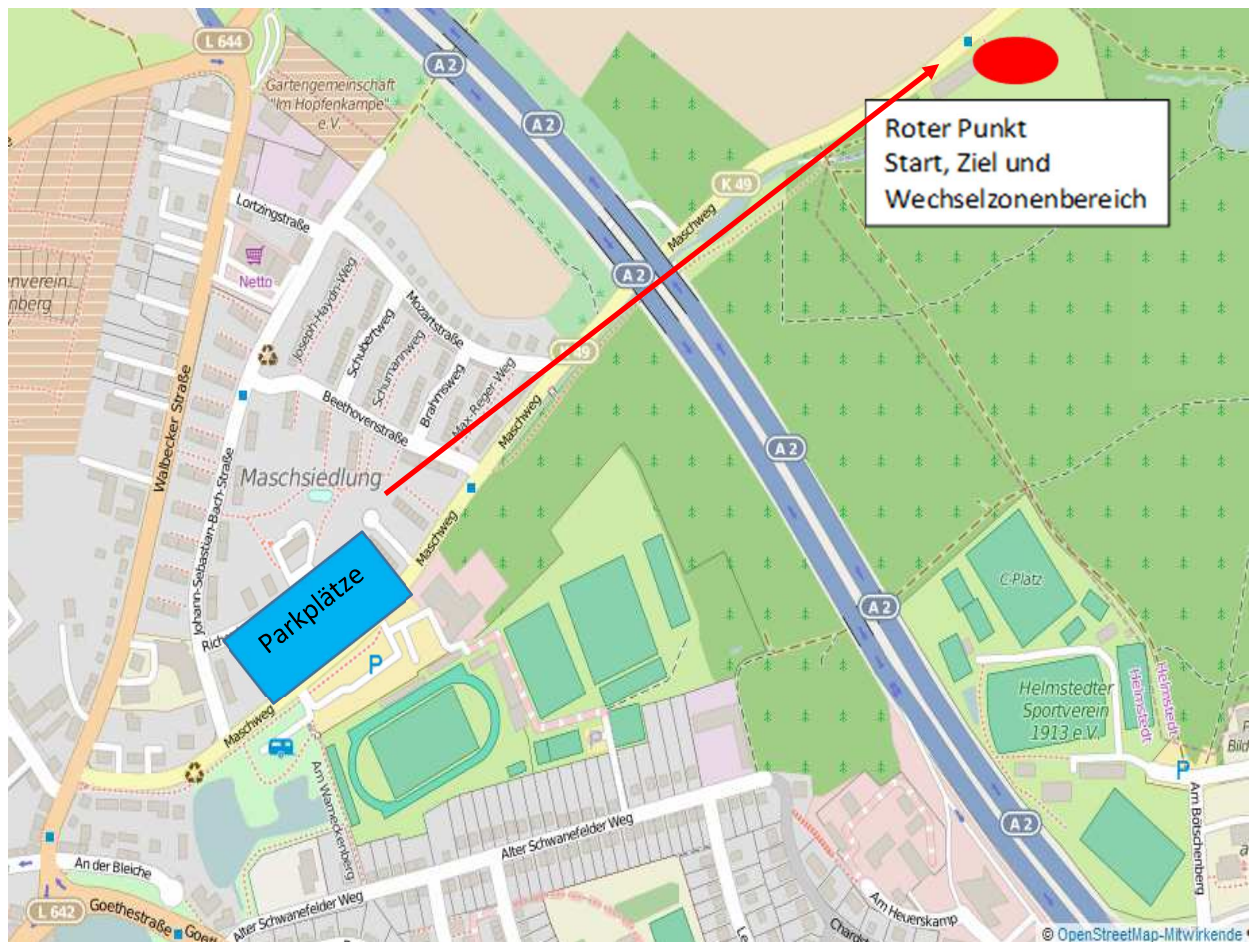 L 644
A 2
Gartengemeinschaft
"Im Hopfenkampe"
e.V.
A 2
Roter Punkt
Start, Ziel und
Wechselzonenbereich
K 49
Lortzingstraße
Maschweg
Netto
A 2
Joseph-Haydn-Weg
Mozartstraße
Schubertweg
Schumannweg
Brahmsweg
Max-Reger-Weg
Walbecker Straße
Beethovenstraße
Maschweg
A 2
Maschsiedlung
Johann-Sebastian-Bach-Straße
Maschweg
C-Platz
A 2
Parkplätze
P
Helmstedter
Sportverein
1913 e.V.
Helmstedt
Helmstedt
Maschweg
P
P
Am Warneckenberg
Am Bötschenberg
A 2
Alter Schwanefelder Weg
An der Bleiche
L 642
Goethestraße
Alter Schwanefelder Weg
Am Heuerskamp
© OpenStreetMap-Mitwirkende